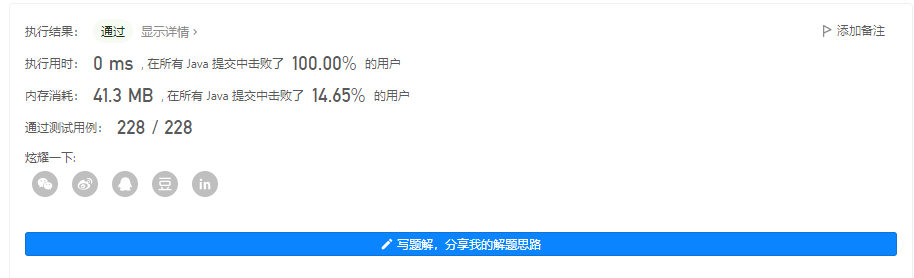 执行结果： 通过 显示详情 › 添加备注
执行用时： 0 ms , 在所有 Java 提交中击败了 100.00% 的用户
内存消耗： 41.3 MB , 在所有 Java 提交中击败了 14.65% 的用户
通过测试用例： 228 / 228
炫耀一下:
豆 in
写题解，分享我的解题思路